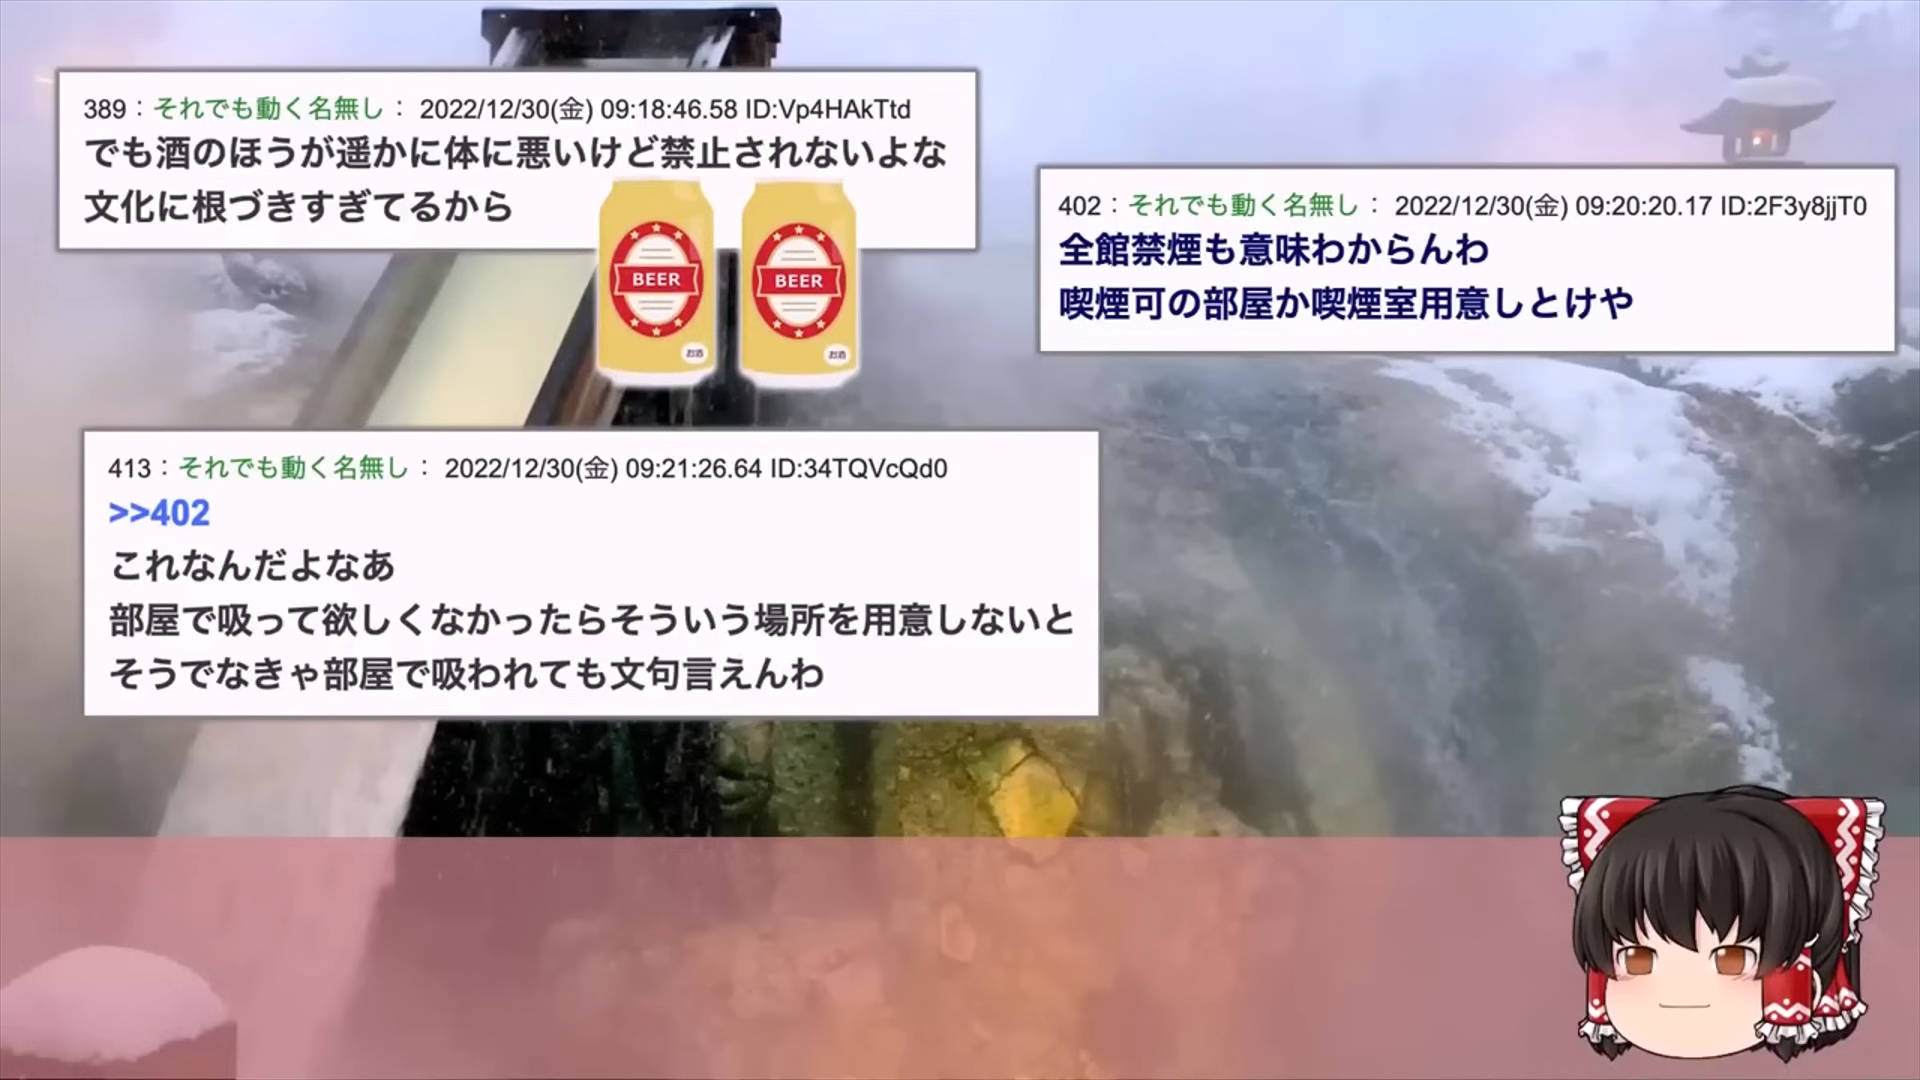 389：それでも動く名無し： 2022/12/30(金) 09:18:46.58 ID:Vp4HAkTtd
でも酒のほうが遥かに体に悪いけど禁止されないよな
文化に根づきすぎてるから
BEER
お酒
BEER
お酒
402：それでも動く名無し： 2022/12/30(金) 09:20:20.17 ID:2F3y8jjT0
全館禁煙も意味わからんわ
喫煙可の部屋か喫煙室用意しとけや
413：それでも動く名無し： 2022/12/30(金) 09:21:26.64 ID:34TQVcQd0
>>402
これなんだよなあ
部屋で吸って欲しくなかったらそういう場所を用意しないと
そうでなきゃ部屋で吸われても文句言えんわ